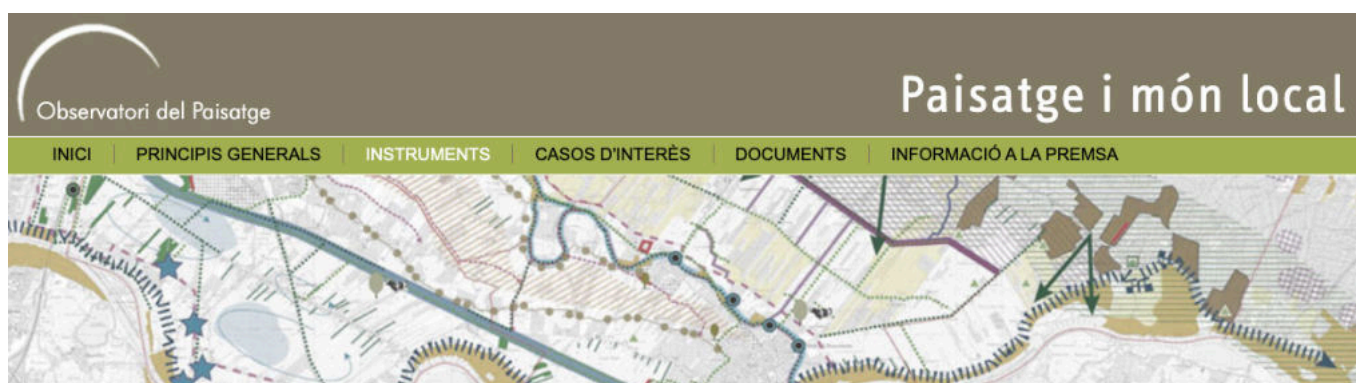 Observatori del Paisatge
Paisatge i món local
INICI | PRINCIPIS GENERALS | INSTRUMENTS | CASOS D'INTERÈS | DOCUMENTS | INFORMACIÓ A LA PREMSA